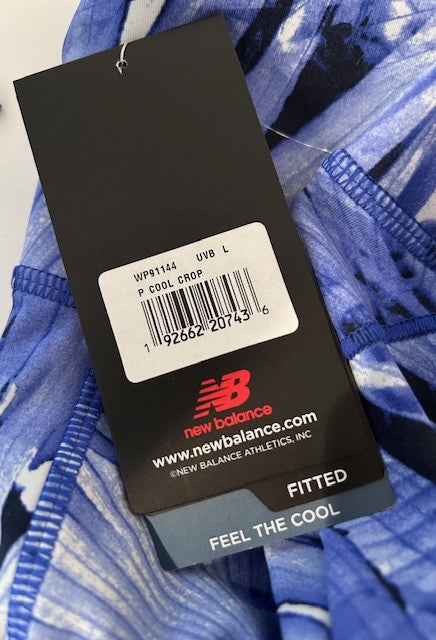 WP91144 UVB L
P COOL CROP
1 92662 20743 6
NB
new balance
www.newbalance.com
©NEW BALANCE ATHLETICS, INC
FITTED
FEEL THE COOL